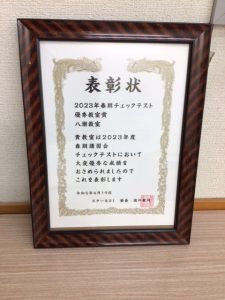 表彰状
2023年春期チェックテスト
優秀教室賞
八潮教室
貴教室は2023年度
春期講習会
チェックテストにおいて
大変優秀な成績を
おさめられましたので
これを表彰します